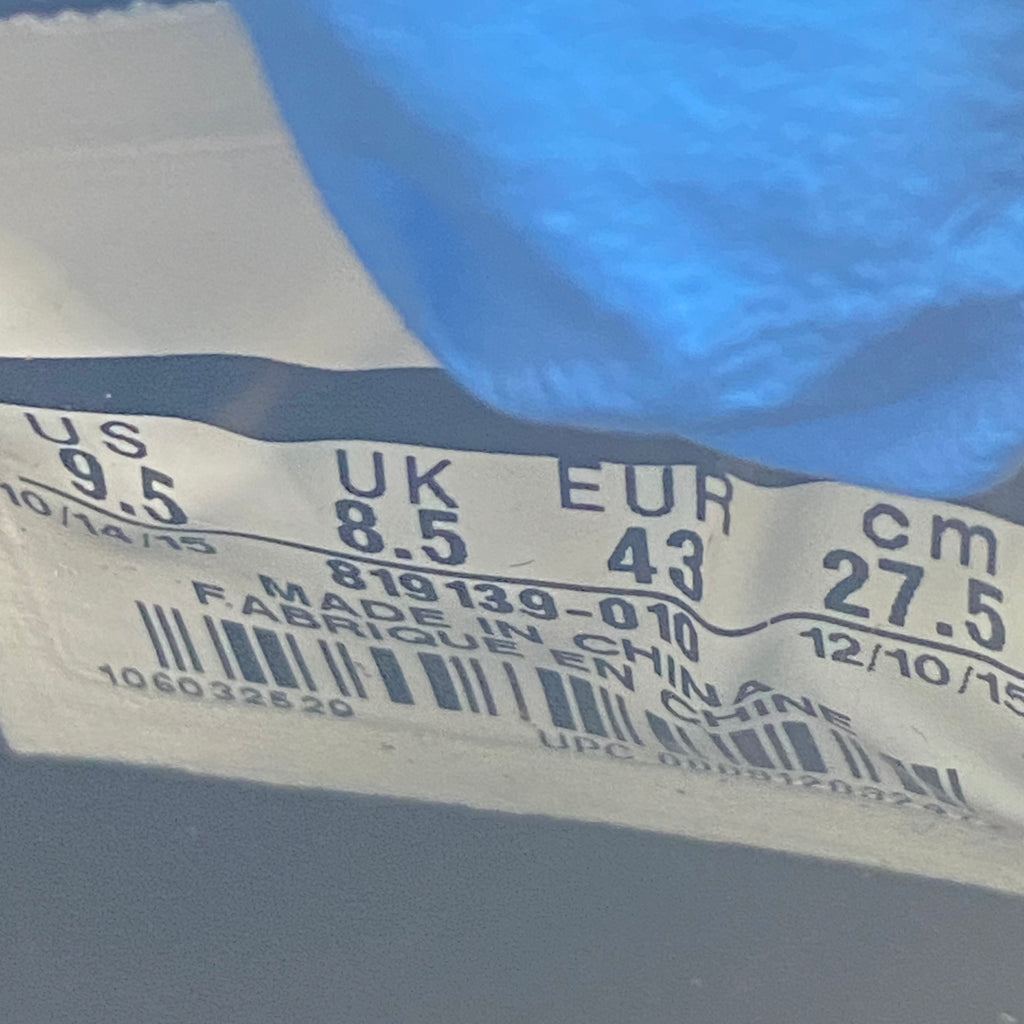 US UK EUR cm
9.5 8.5 43 27.5
10/14/15 819139-010 12/10/15
MADE IN CHINA
FABRIQUE EN CHINE
1060032520
UPC